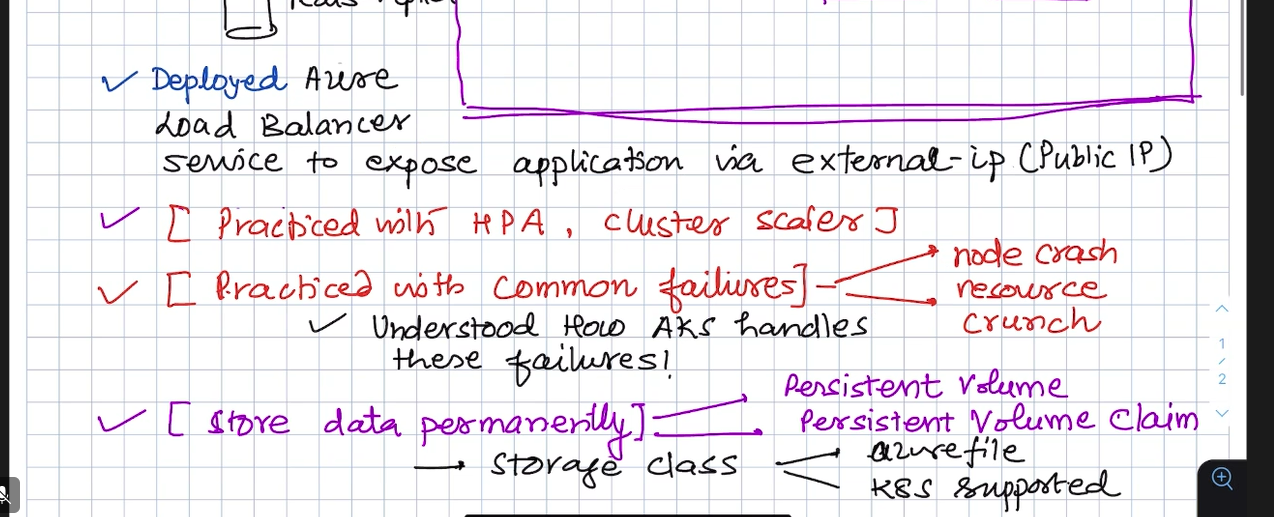 ✓ Deployed Azure
Load Balancer
service to expose application via external-ip (Public IP)
✓ [ Practiced with HPA, cluster scaler ]
✓ [ Practiced with common failures ] → node crash
→ resource
crunch
✓ Understood How AKS handles
these failures!
Persistent Volume
✓ [ store data permanently ] Persistent Volume Claim
→ storage class → azurefile
K8S supported
1
/
2